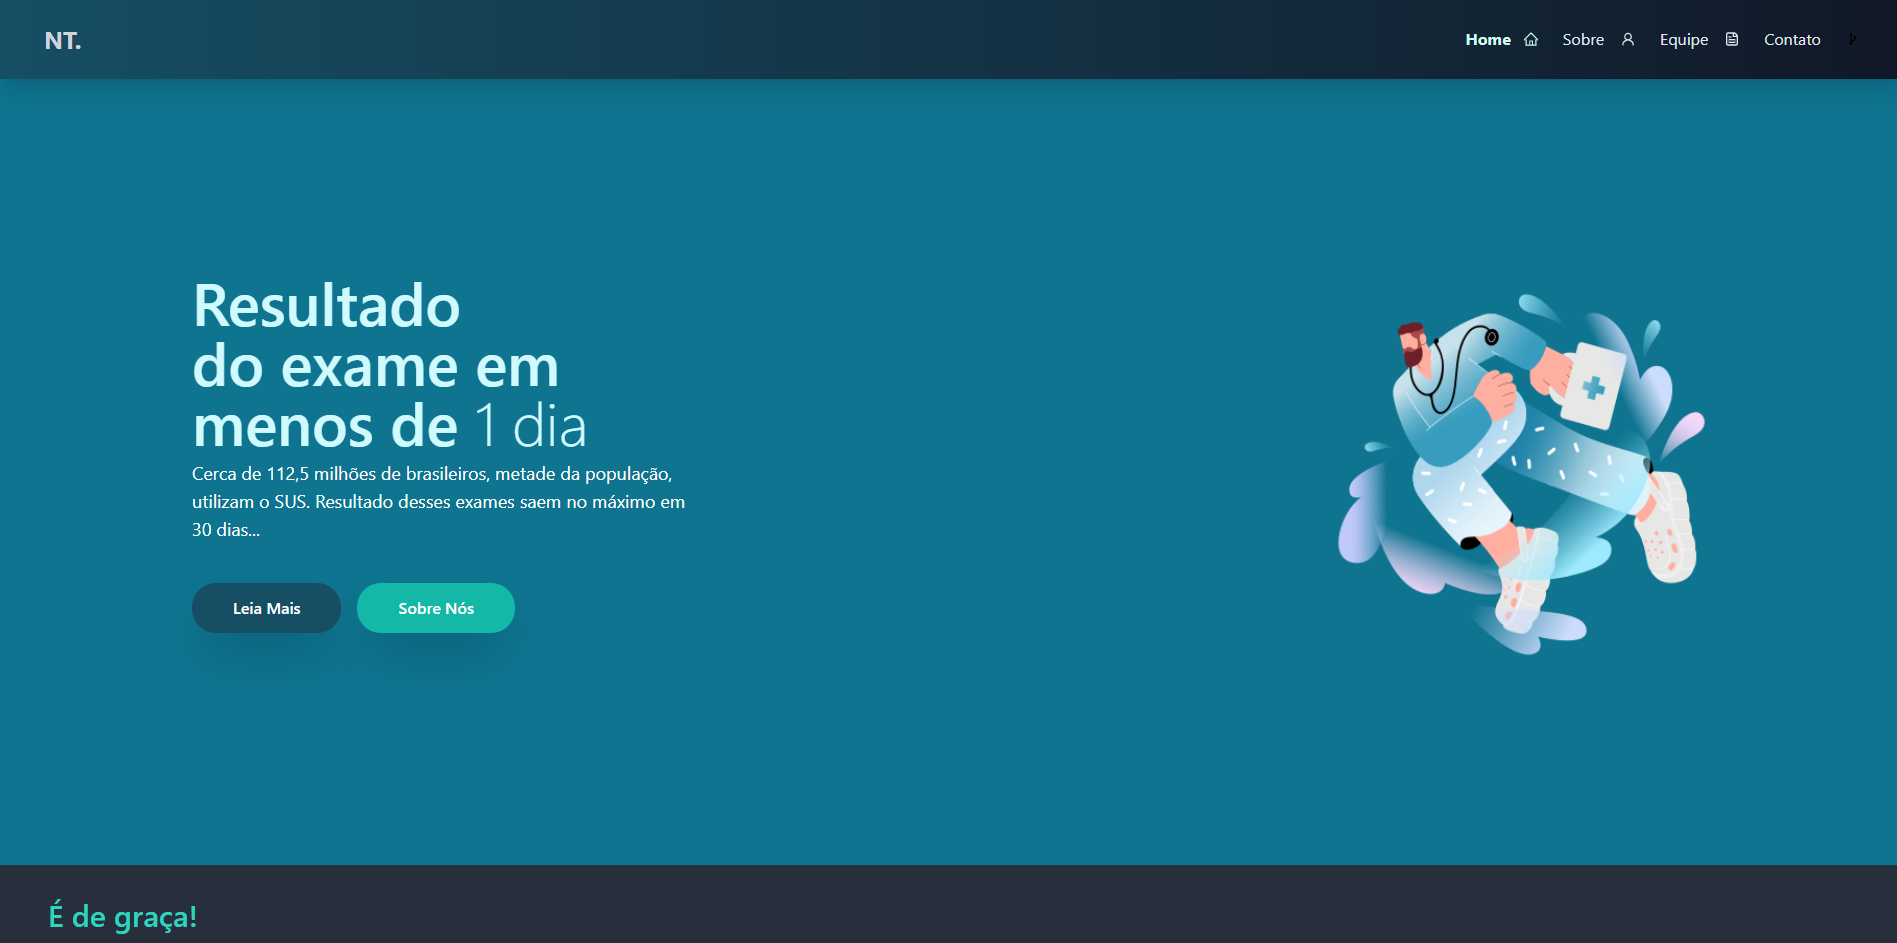 NT.
Home
Sobre
Equipe
Contato
Resultado
do exame em
menos de 1 dia
Cerca de 112,5 milhões de brasileiros, metade da população,
utilizam o SUS. Resultado desses exames saem no máximo em
30 dias...
Leia Mais
Sobre Nós
É de graça!